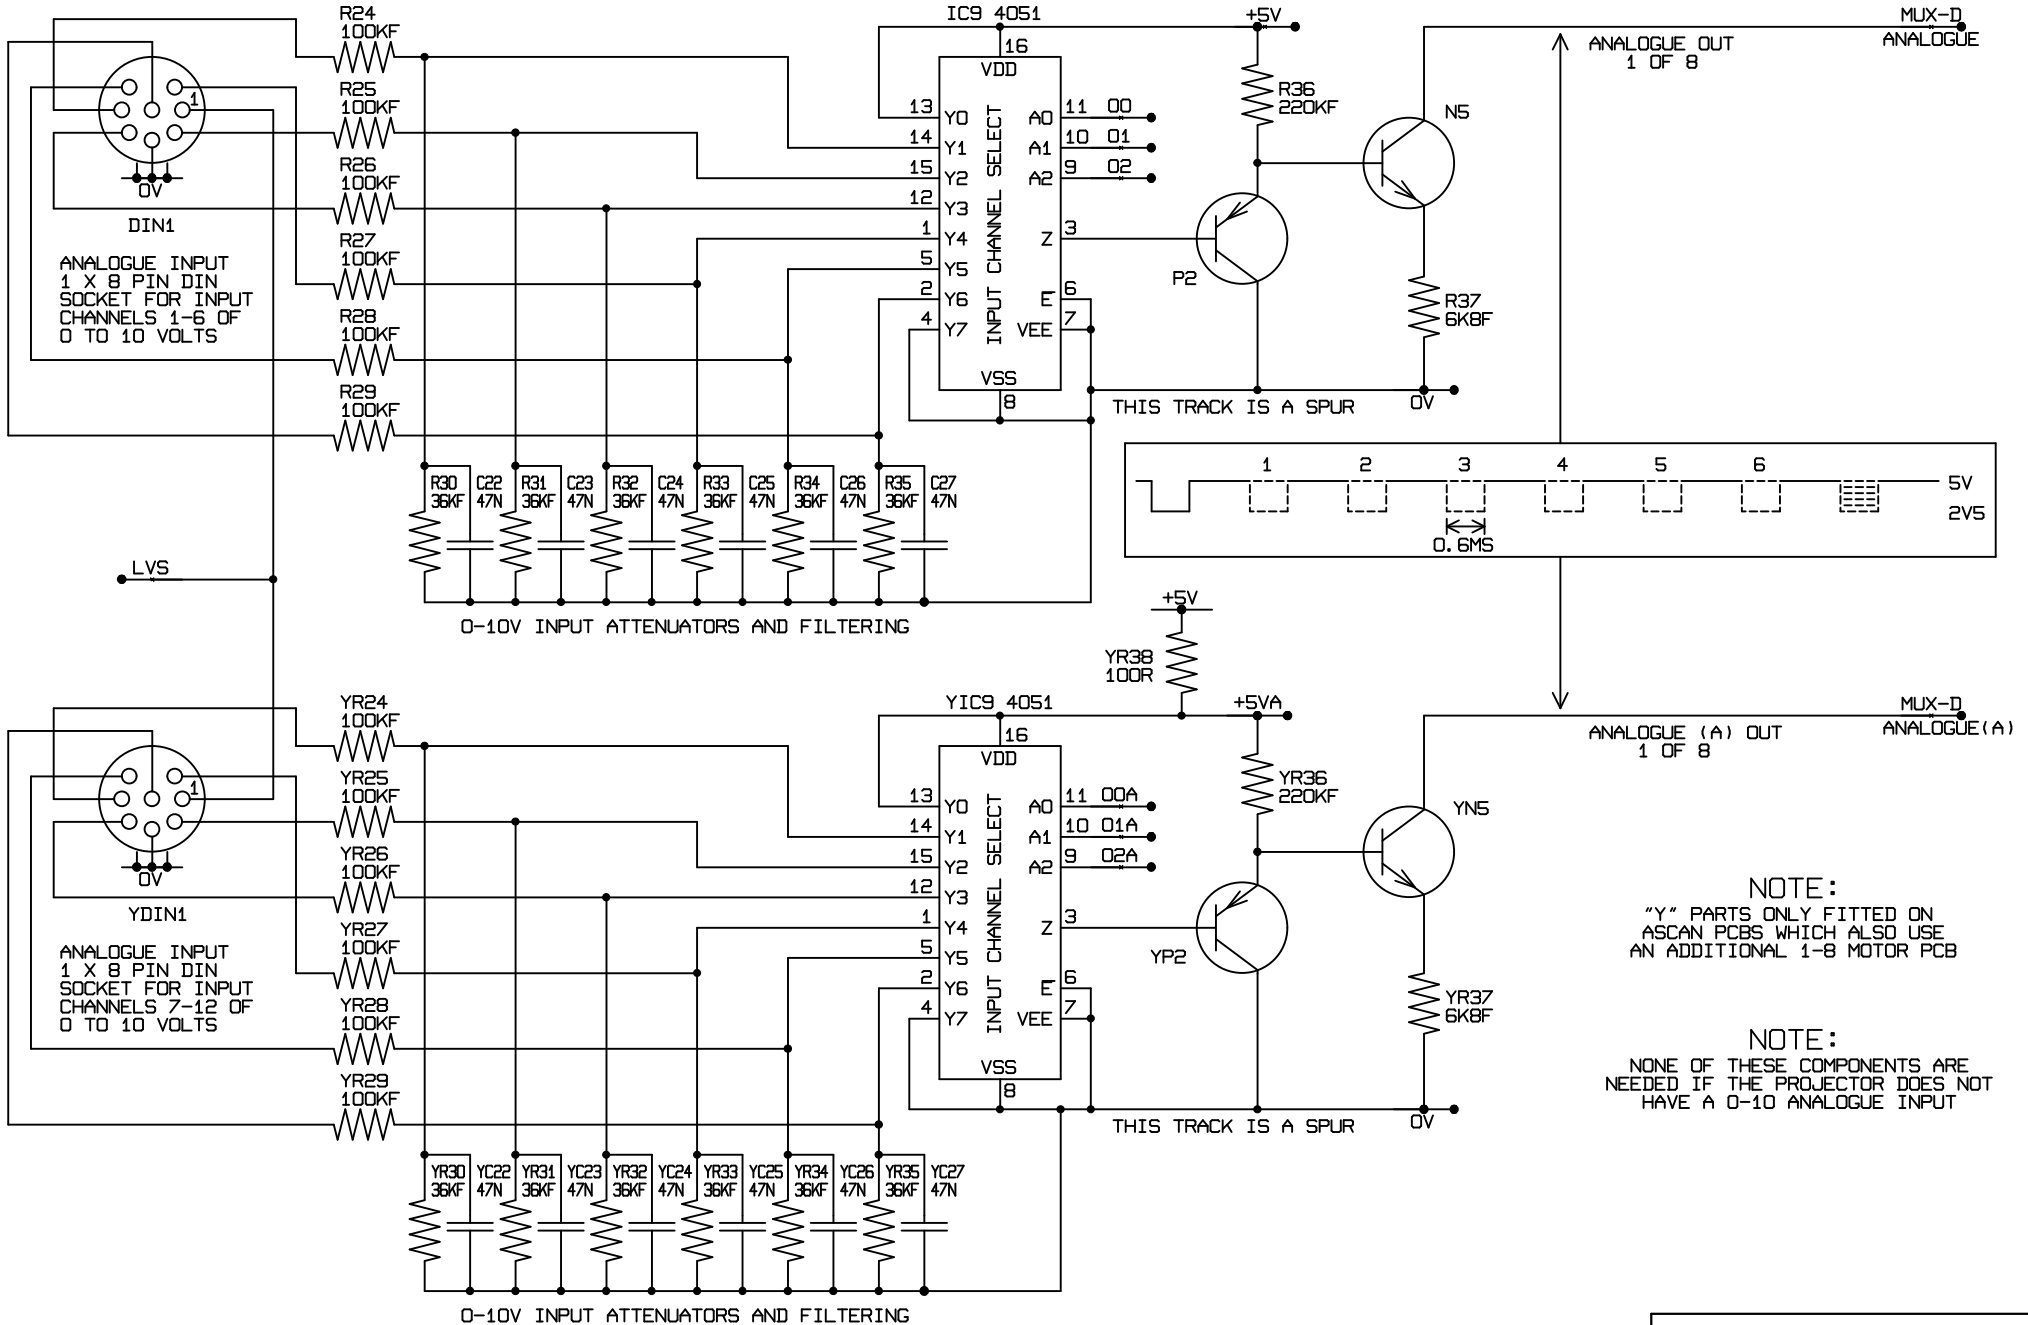 R24
100KF
R25
100KF
R26
100KF
R27
100KF
R28
100KF
R29
100KF
1
0V
DIN1
ANALOGUE INPUT
1 X 8 PIN DIN
SOCKET FOR INPUT
CHANNELS 1-6 OF
0 TO 10 VOLTS
LVS
IC9 4051
16
VDD
13 Y0
14 Y1
15 Y2
12 Y3
1 Y4
5 Y5
2 Y6
4 Y7
INPUT CHANNEL SELECT
A0 11 00
A1 10 01
A2 9 02
Z 3
E 6
VEE 7
VSS
8
+5V
R36
220KF
P2
N5
R37
6K8F
0V
THIS TRACK IS A SPUR
ANALOGUE OUT
1 OF 8
MUX-D
ANALOGUE
R30
36KF
C22
47N
R31
36KF
C23
47N
R32
36KF
C24
47N
R33
36KF
C25
47N
R34
36KF
C26
47N
R35
36KF
C27
47N
0-10V INPUT ATTENUATORS AND FILTERING
1 2 3 4 5 6
5V
2V5
0.6MS
+5V
YR38
100R
YR24
100KF
YR25
100KF
YR26
100KF
YR27
100KF
YR28
100KF
YR29
100KF
1
0V
YDIN1
ANALOGUE INPUT
1 X 8 PIN DIN
SOCKET FOR INPUT
CHANNELS 7-12 OF
0 TO 10 VOLTS
YIC9 4051
16
VDD
13 Y0
14 Y1
15 Y2
12 Y3
1 Y4
5 Y5
2 Y6
4 Y7
INPUT CHANNEL SELECT
A0 11 00A
A1 10 01A
A2 9 02A
Z 3
E 6
VEE 7
VSS
8
+5VA
YR36
220KF
YP2
YN5
YR37
6K8F
0V
THIS TRACK IS A SPUR
ANALOGUE (A) OUT
1 OF 8
MUX-D
ANALOGUE(A)
NOTE:
"Y" PARTS ONLY FITTED ON
ASCAN PCBS WHICH ALSO USE
AN ADDITIONAL 1-8 MOTOR PCB
NOTE:
NONE OF THESE COMPONENTS ARE
NEEDED IF THE PROJECTOR DOES NOT
HAVE A 0-10 ANALOGUE INPUT
YR30
36KF
YC22
47N
YR31
36KF
YC23
47N
YR32
36KF
YC24
47N
YR33
36KF
YC25
47N
YR34
36KF
YC26
47N
YR35
36KF
YC27
47N
0-10V INPUT ATTENUATORS AND FILTERING